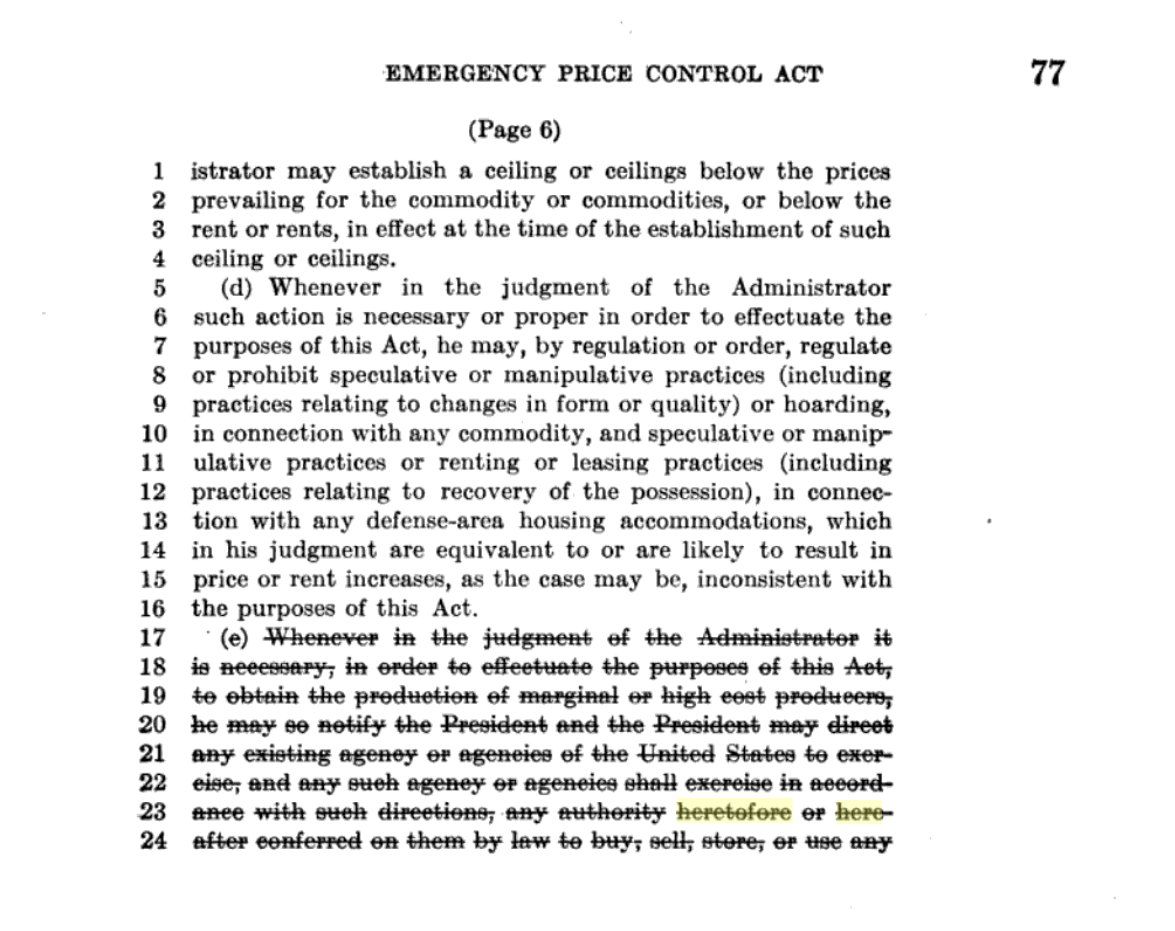 EMERGENCY PRICE CONTROL ACT 77
(Page 6)
1 istrator may establish a ceiling or ceilings below the prices
2 prevailing for the commodity or commodities, or below the
3 rent or rents, in effect at the time of the establishment of such
4 ceiling or ceilings.
5 (d) Whenever in the judgment of the Administrator
6 such action is necessary or proper in order to effectuate the
7 purposes of this Act, he may, by regulation or order, regulate
8 or prohibit speculative or manipulative practices (including
9 practices relating to changes in form or quality) or hoarding,
10 in connection with any commodity, and speculative or manip-
11 ulative practices or renting or leasing practices (including
12 practices relating to recovery of the possession), in connec-
13 tion with any defense-area housing accommodations, which
14 in his judgment are equivalent to or are likely to result in
15 price or rent increases, as the case may be, inconsistent with
16 the purposes of this Act.
17 (e) Whenever in the judgment of the Administrator it
18 is necessary, in order to effectuate the purposes of this Act,
19 to obtain the production of marginal or high cost producers,
20 he may so notify the President and the President may direct
21 any existing agency or agencies of the United States to exer-
22 cise, and any such agency or agencies shall exercise in accord-
23 ance with such directions, any authority heretofore or here-
24 after conferred on them by law to buy, sell, store, or use any